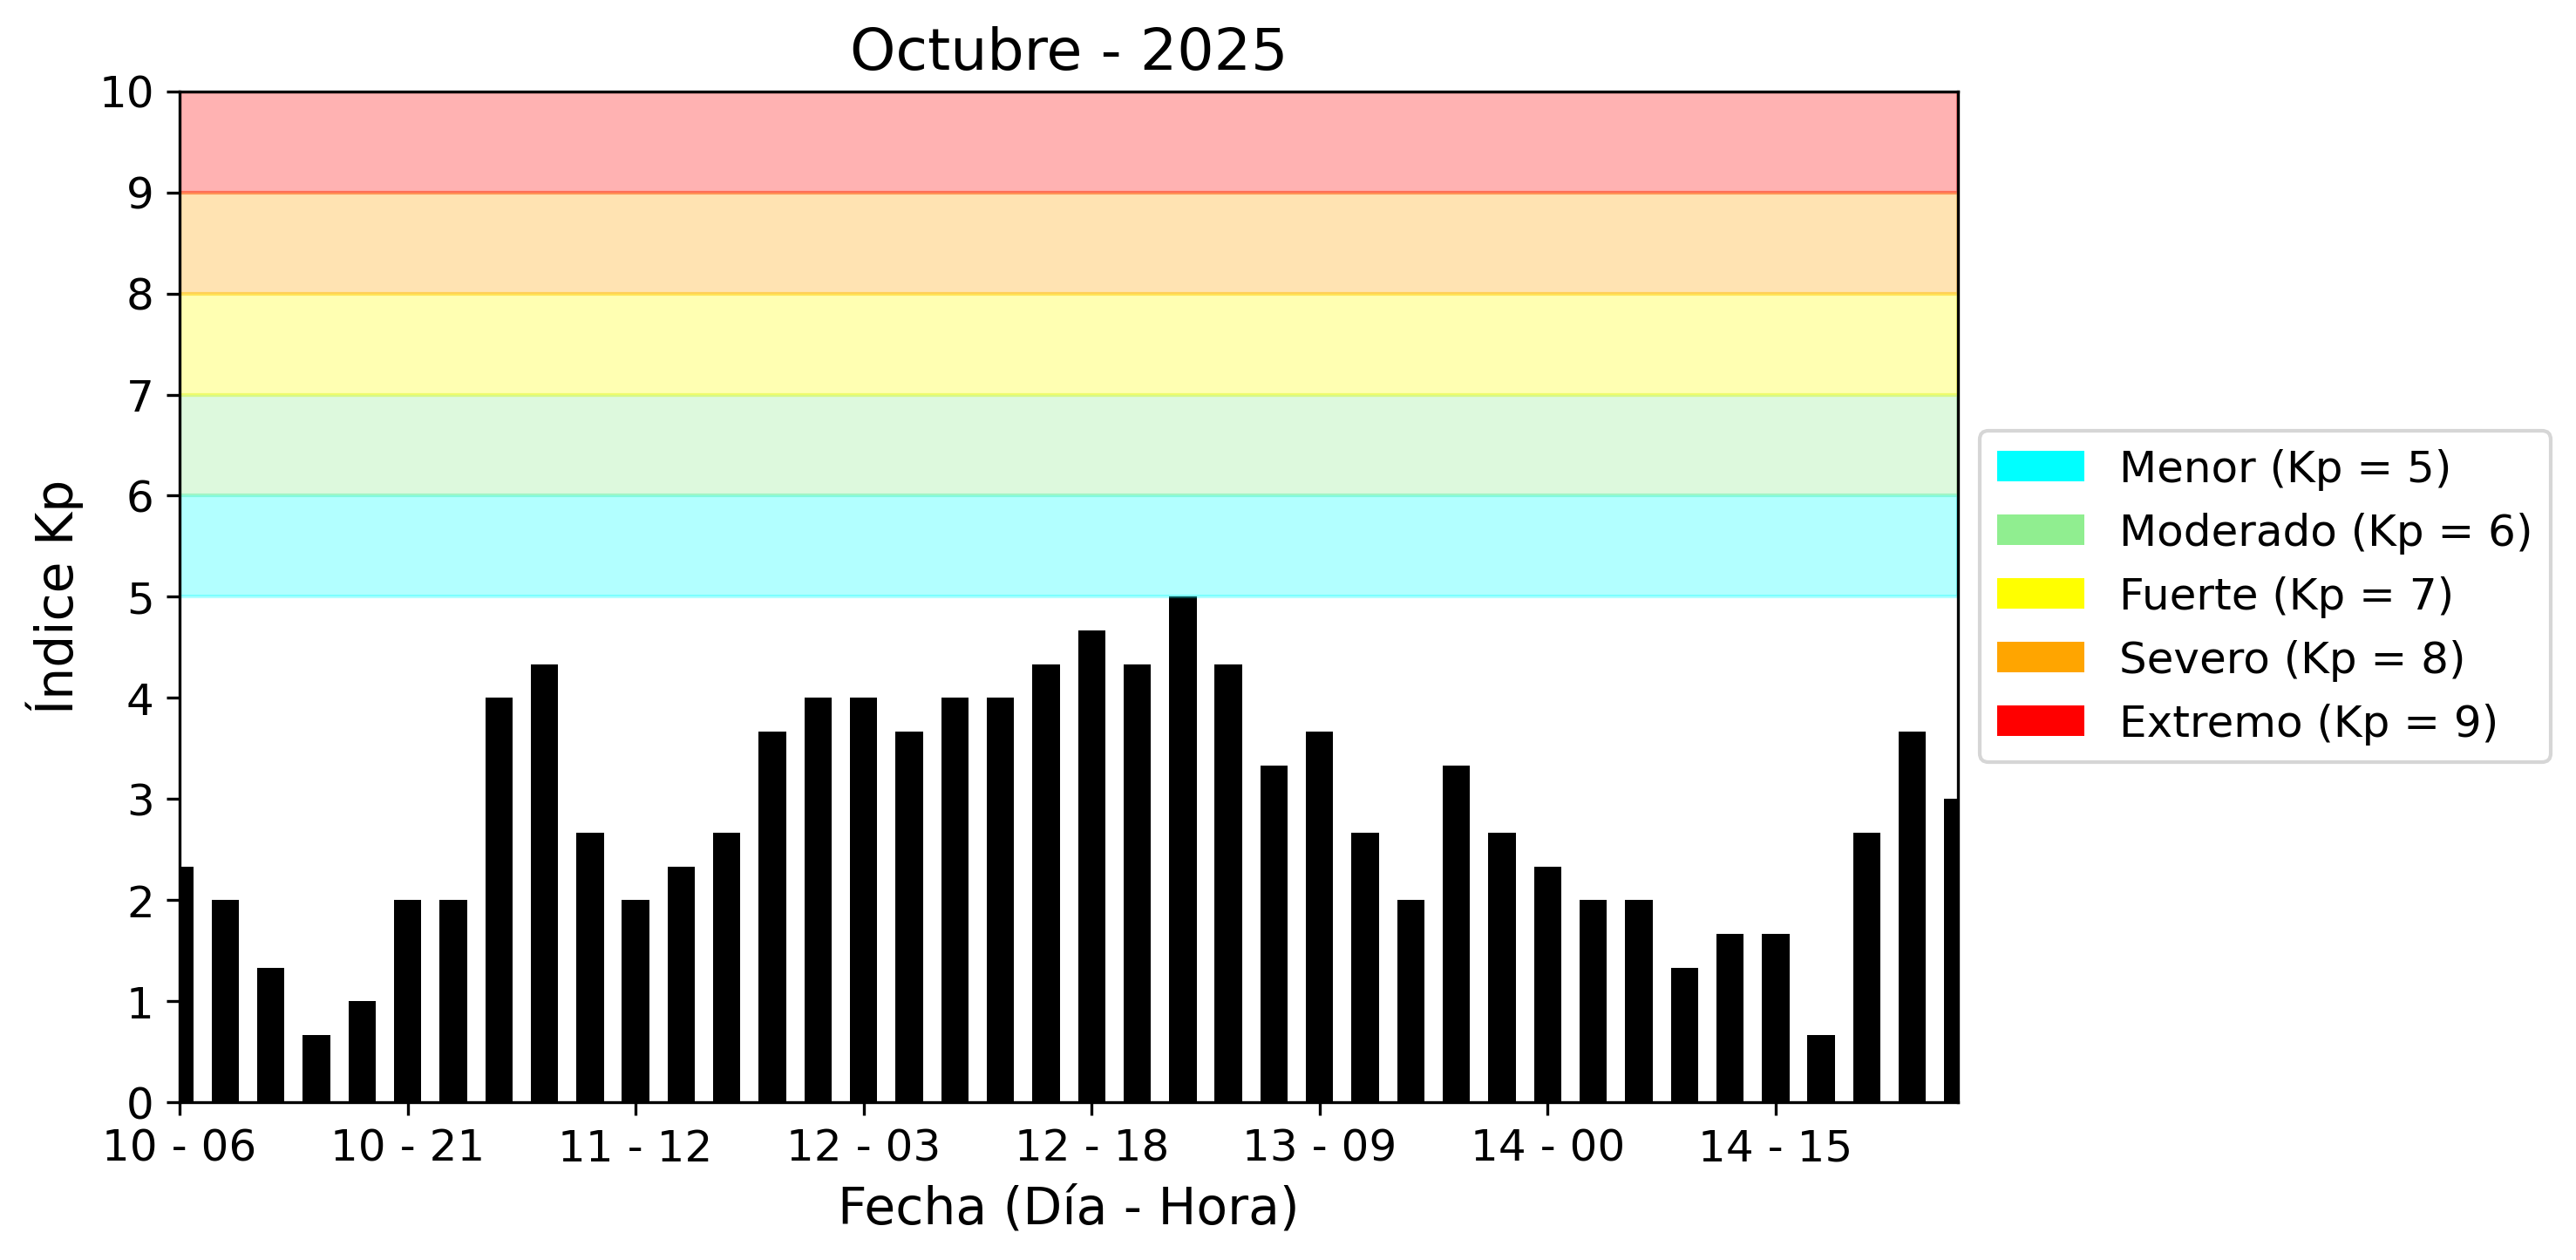 Octubre - 2025
Índice Kp
10
9
8
7
6
5
4
3
2
1
0
10 - 06 10 - 21 11 - 12 12 - 03 12 - 18 13 - 09 14 - 00 14 - 15
Fecha (Día - Hora)
Menor (Kp = 5)
Moderado (Kp = 6)
Fuerte (Kp = 7)
Severo (Kp = 8)
Extremo (Kp = 9)